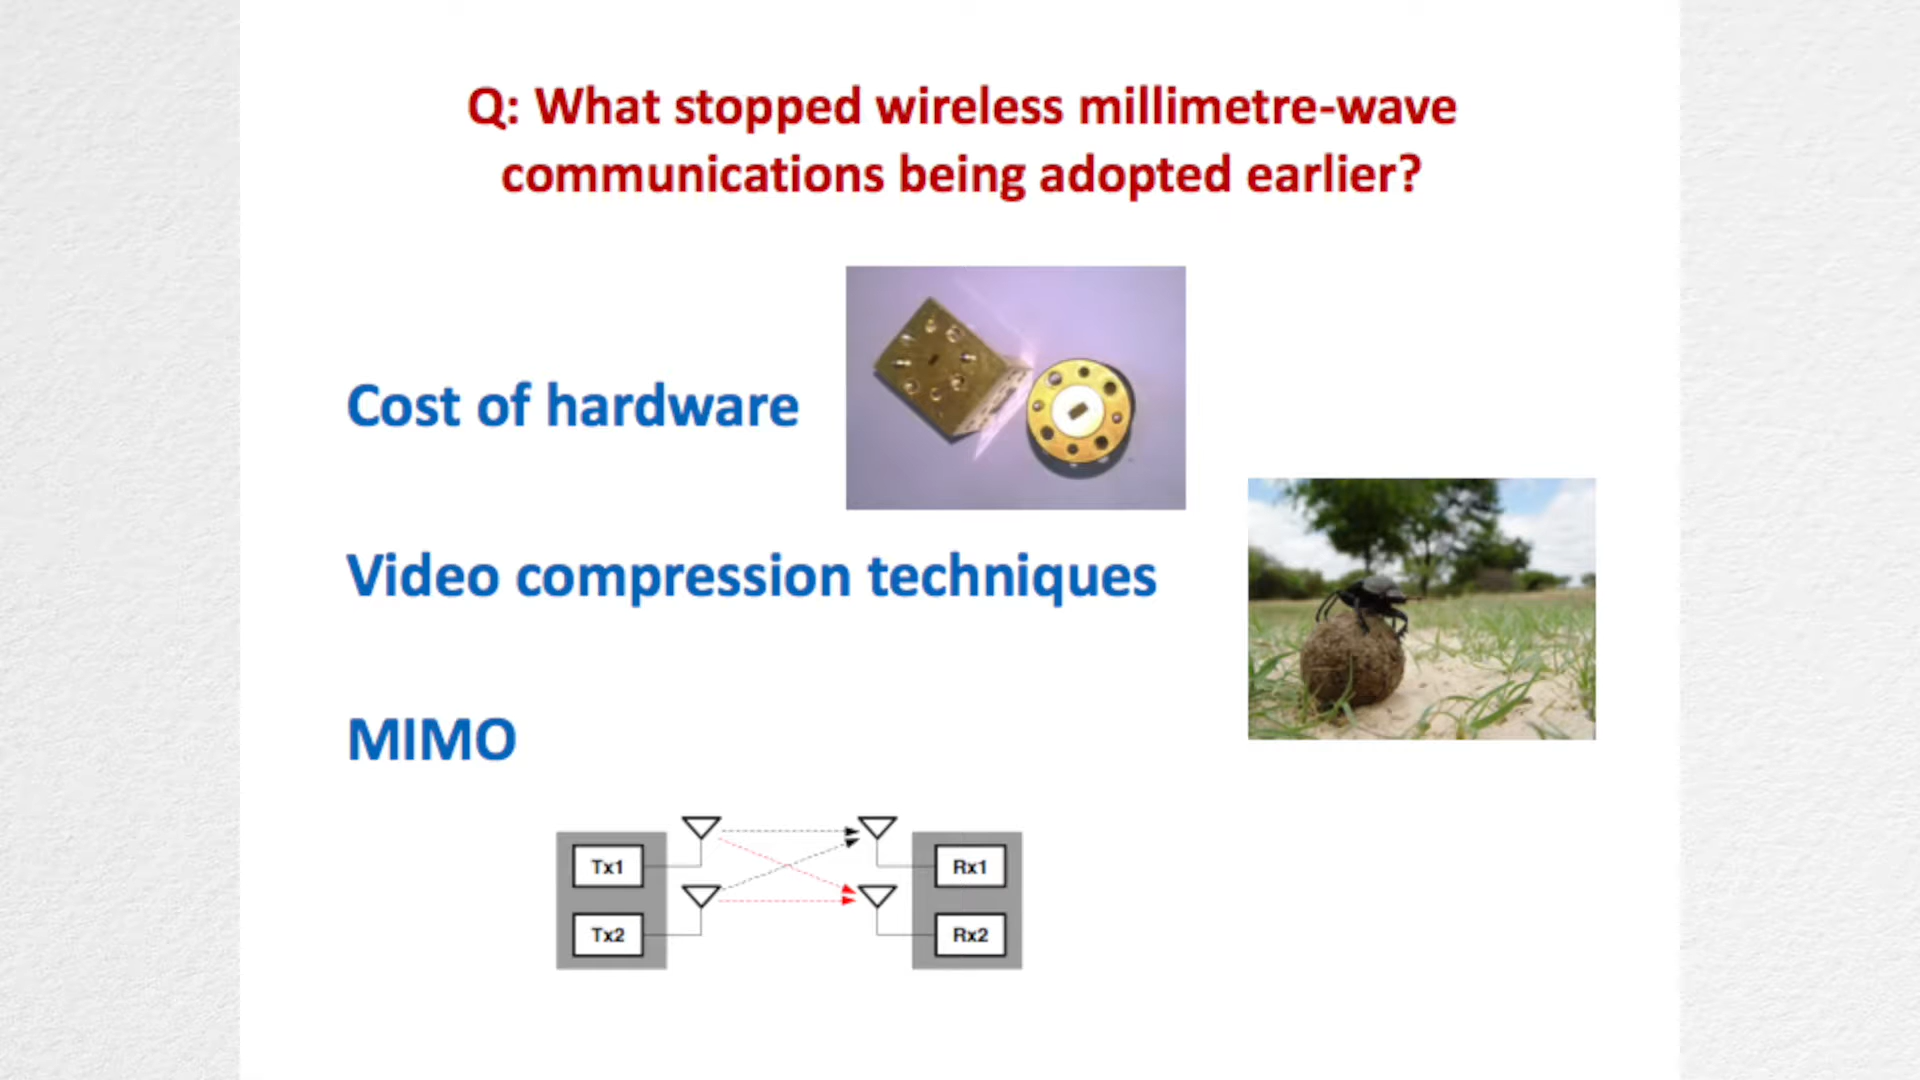 Q: What stopped wireless millimetre-wave
communications being adopted earlier?
Cost of hardware
Video compression techniques
MIMO
Tx1
Rx1
Tx2
Rx2